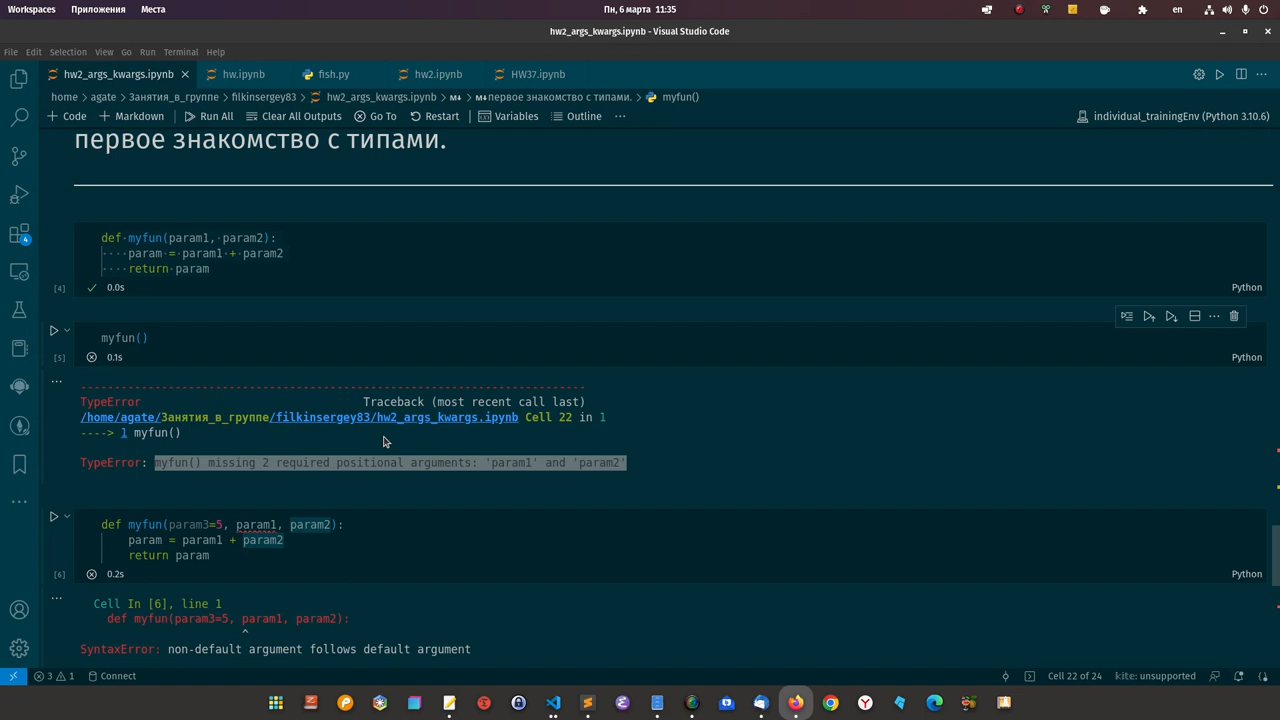 Workspaces Приложения Места Пн, 6 марта 11:35 en
hw2_args_kwargs.ipynb - Visual Studio Code
File Edit Selection View Go Run Terminal Help
hw2_args_kwargs.ipynb hw.ipynb fish.py hw2.ipynb HW37.ipynb
home > agate > Занятия_в_группе > filkinsergey83 > hw2_args_kwargs.ipynb > M↓ > M↓первое знакомство с типами. > myfun()
+ Code + Markdown Run All Clear All Outputs Go To Restart Variables Outline ··· individual_trainingEnv (Python 3.10.6)
первое знакомство с типами.
def·myfun(param1,·param2):
····param·=·param1·+·param2
····return·param
[4] 0.0s Python
myfun()
[5] 0.1s Python
---------------------------------------------------------------------------
TypeError Traceback (most recent call last)
/home/agate/Занятия_в_группе/filkinsergey83/hw2_args_kwargs.ipynb Cell 22 in 1
----> 1 myfun()
TypeError: myfun() missing 2 required positional arguments: 'param1' and 'param2'
def myfun(param3=5, param1, param2):
param = param1 + param2
return param
[6] 0.2s Python
Cell In [6], line 1
def myfun(param3=5, param1, param2):
^
SyntaxError: non-default argument follows default argument
4
3 1 Connect Cell 22 of 24 kite: unsupported